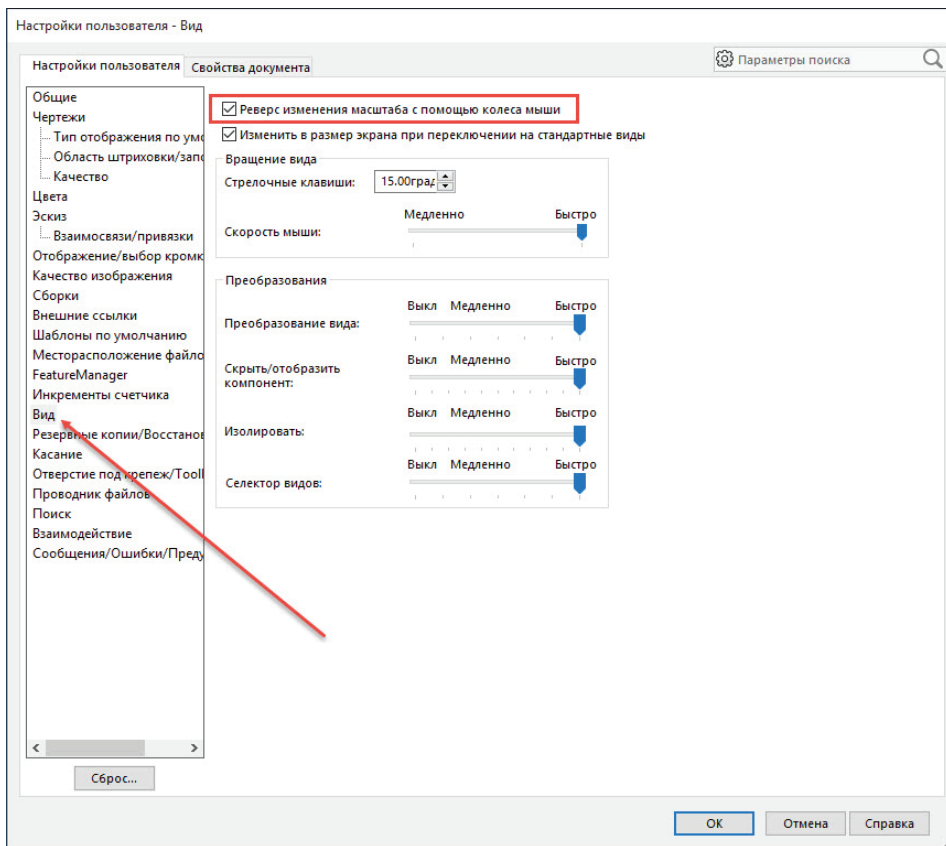 Настройки пользователя - Вид
Настройки пользователя
Свойства документа
Параметры поиска
Общие
Чертежи
Тип отображения по умо
Область штриховки/запо
Качество
Цвета
Эскиз
Взаимосвязи/привязки
Отображение/выбор кромк
Качество изображения
Сборки
Внешние ссылки
Шаблоны по умолчанию
Месторасположение файло
FeatureManager
Инкременты счетчика
Вид
Резервные копии/Восстанов
Касание
Отверстие под крепеж/Tooll
Проводник файлов
Поиск
Взаимодействие
Сообщения/Ошибки/Преду
Сброс...
Реверс изменения масштаба с помощью колеса мыши
Изменить в размер экрана при переключении на стандартные виды
Вращение вида
Стрелочные клавиши: 15.00град
Медленно Быстро
Скорость мыши:
Преобразования
Выкл Медленно Быстро
Преобразование вида:
Выкл Медленно Быстро
Скрыть/отобразить
компонент:
Выкл Медленно Быстро
Изолировать:
Выкл Медленно Быстро
Селектор видов:
OK Отмена Справка